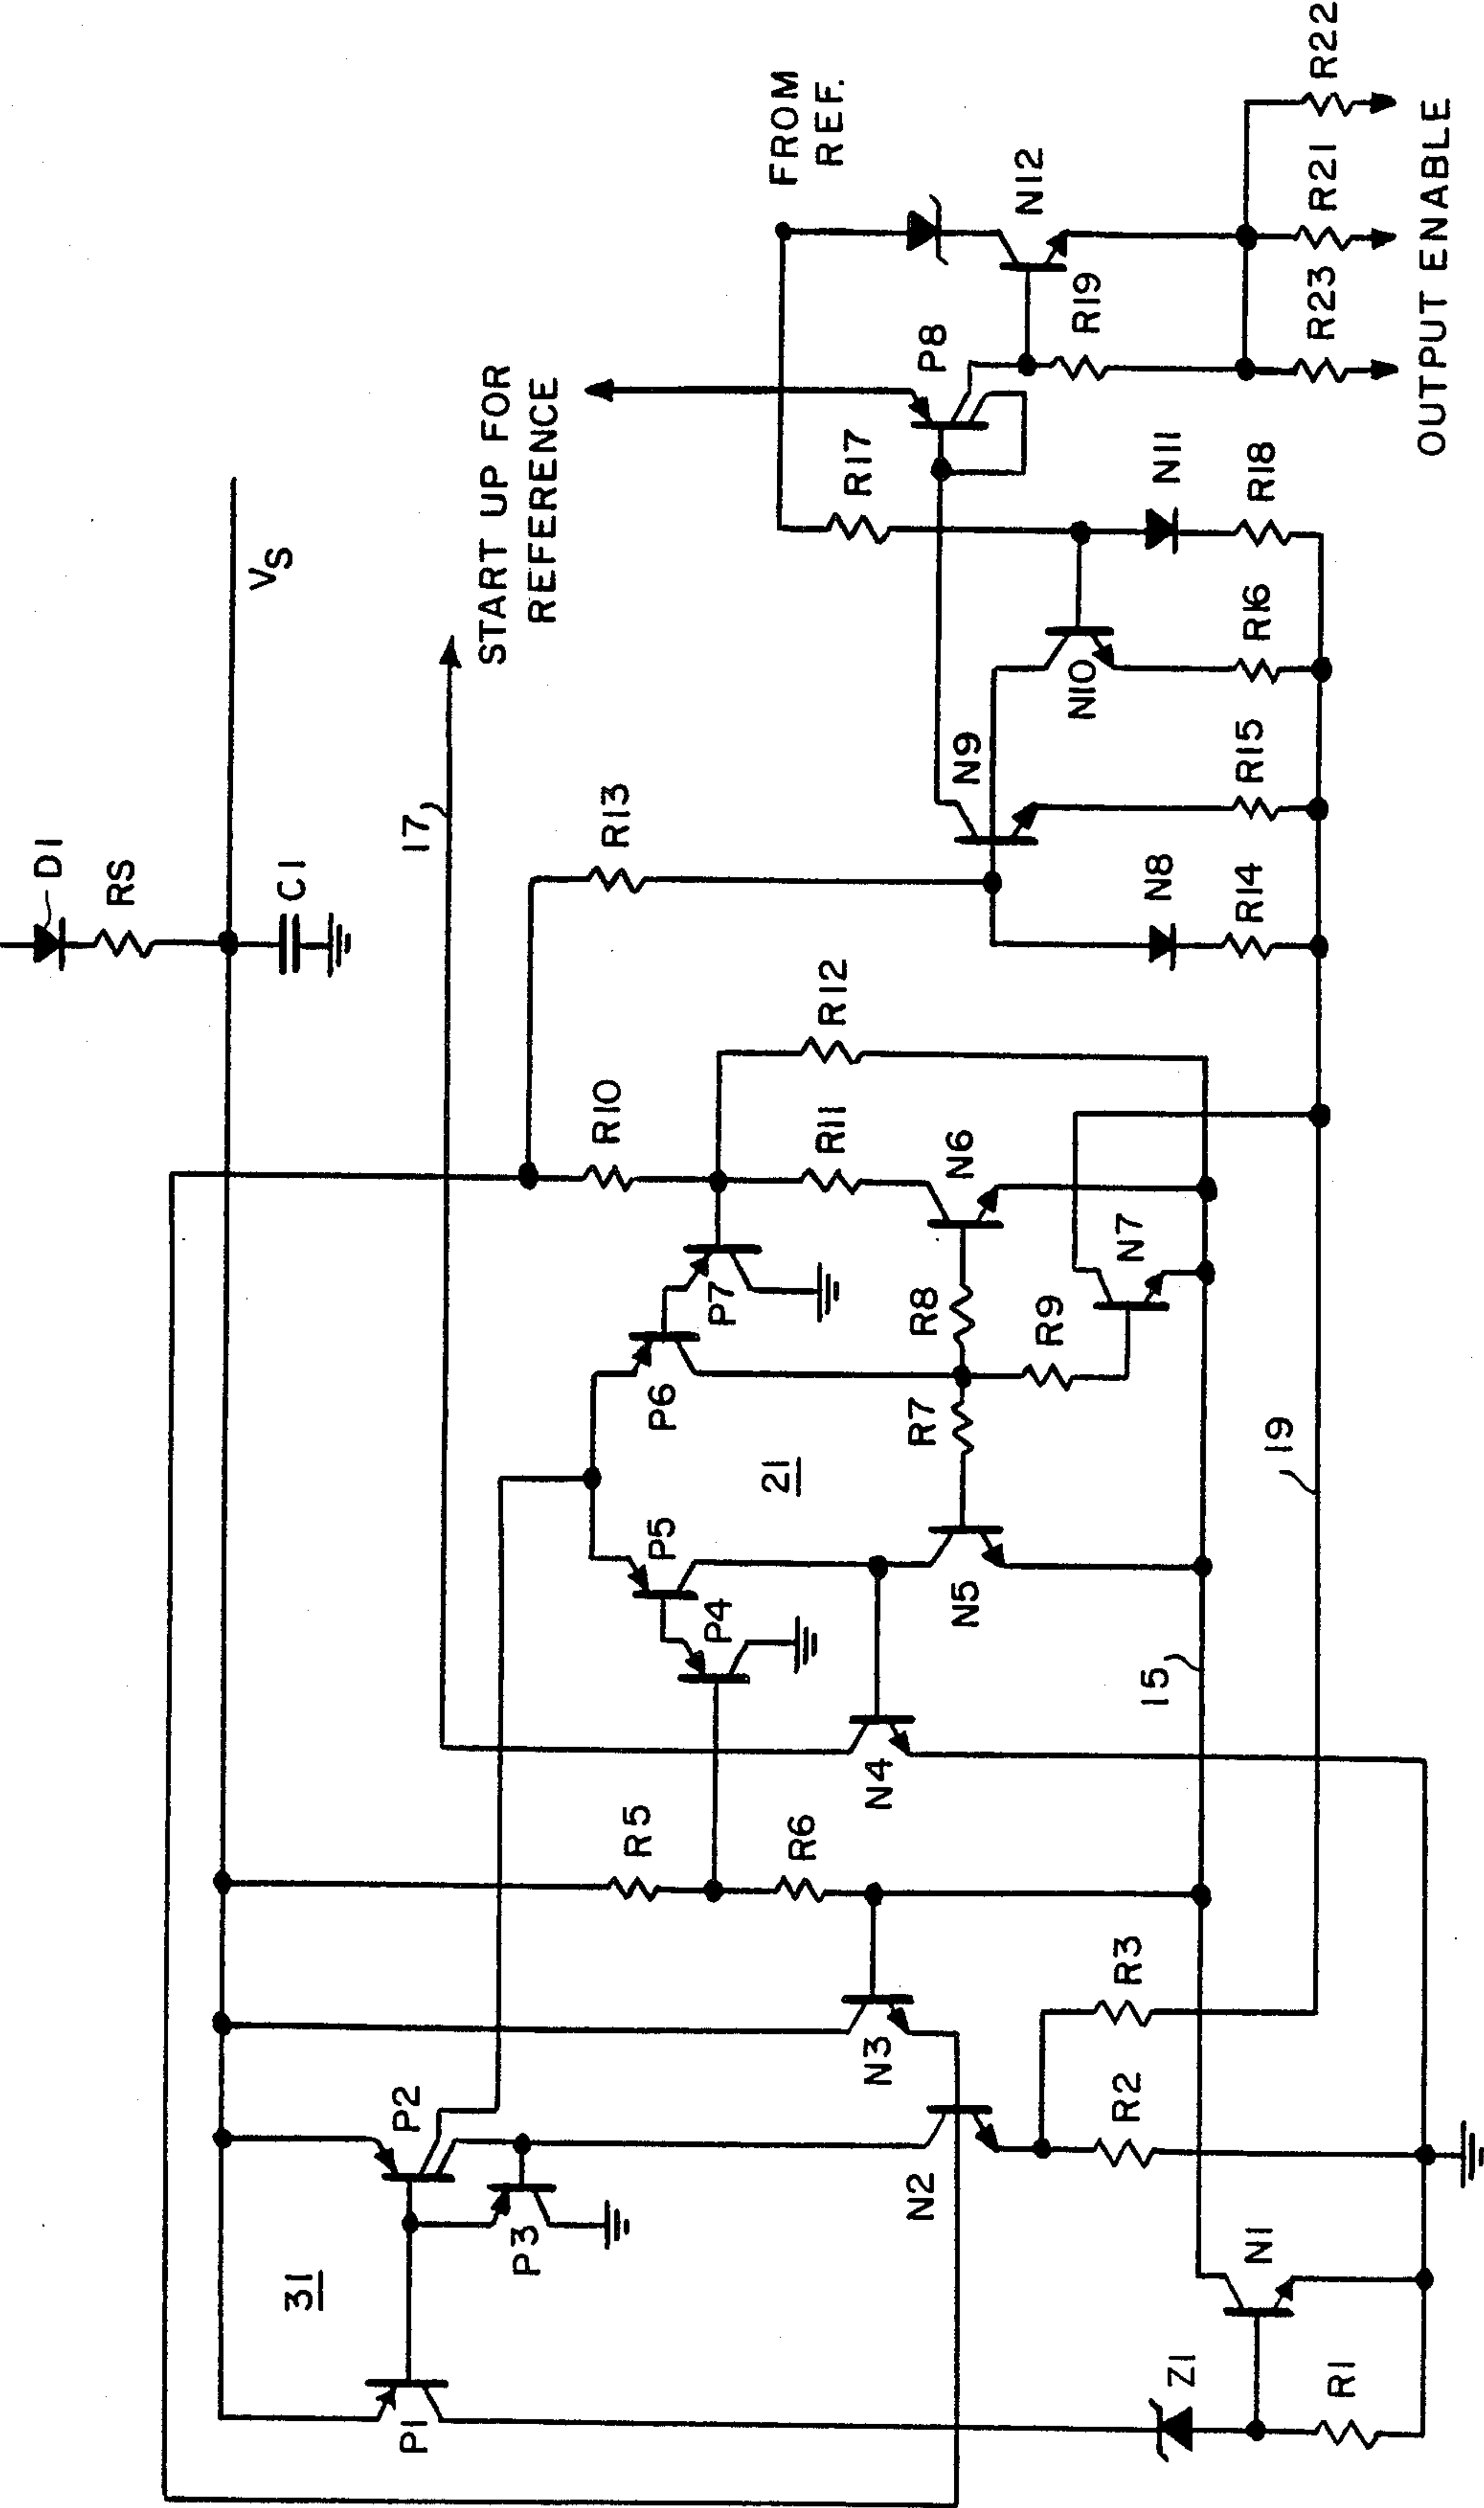 D1
RS
C1
VS
17
START UP FOR
REFERENCE
FROM
REF.
31
P1
P2
P3
R5
R6
P4
P5
P6
P7
21
R10
R11
R12
R13
R17
P8
N12
R19
N3
N4
N5
R7
R8
R9
N6
N7
N8
N9
N10
N11
N2
R2
R3
15
19
R14
R15
R16
R18
R23
R21
R22
Z1
N1
R1
OUTPUT ENABLE